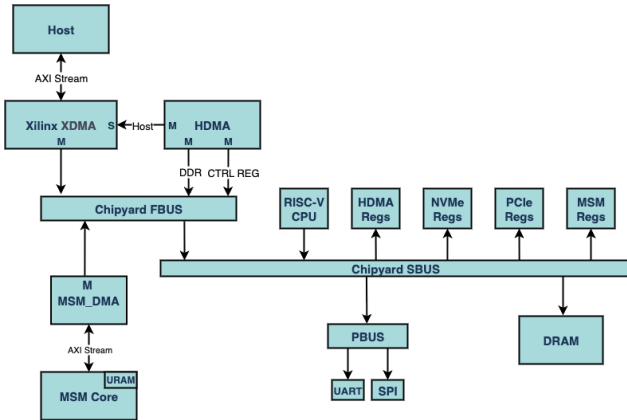 Host
AXI Stream
Xilinx XDMA S
M
Host
M HDMA
M M
DDR
CTRL REG
Chipyard FBUS
RISC-V
CPU
HDMA
Regs
NVMe
Regs
PCIe
Regs
MSM
Regs
Chipyard SBUS
M
MSM_DMA
PBUS
DRAM
AXI Stream
URAM
MSM Core
UART
SPI